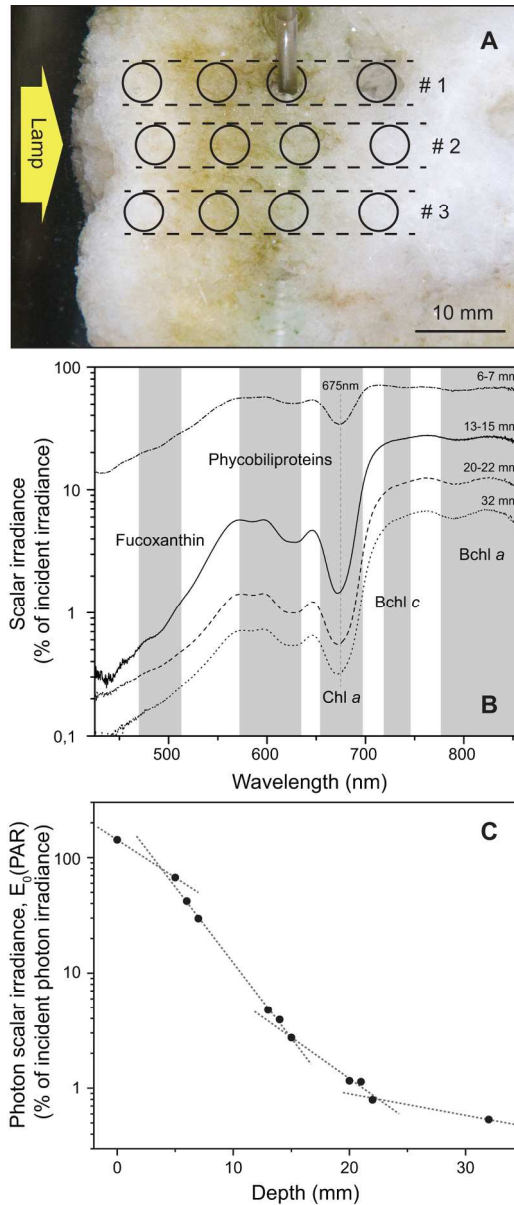 A
Lamp
# 1
# 2
# 3
10 mm
100
10
1
0,1
Scalar irradiance
(% of incident irradiance)
675nm
6-7 mm
13-15 mm
20-22 mm
32 mm
Phycobiliproteins
Fucoxanthin
Bchl a
Bchl c
Chl a
B
500
600
700
800
Wavelength (nm)
C
100
10
1
Photon scalar irradiance, E0(PAR)
(% of incident photon irradiance)
0
10
20
30
Depth (mm)